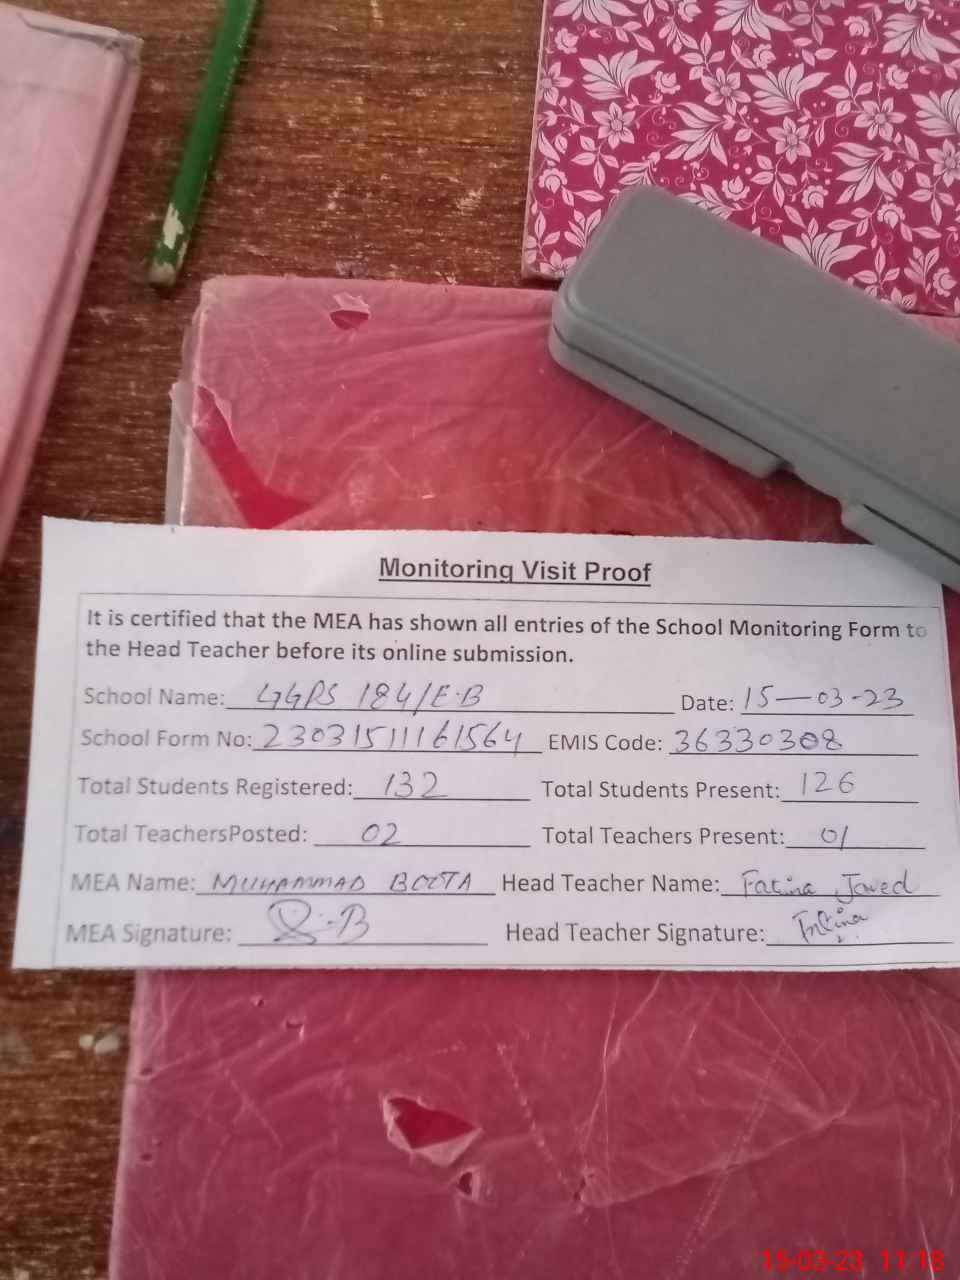 Monitoring Visit Proof
It is certified that the MEA has shown all entries of the School Monitoring Form to
the Head Teacher before its online submission.
School Name: GGPS 184/E.B Date: 15-03-23
School Form No: 23031511161564 EMIS Code: 36330308
Total Students Registered: 132 Total Students Present: 126
Total TeachersPosted: 02 Total Teachers Present: 01
MEA Name: MUHAMMAD BOOTA Head Teacher Name: Fatima Javed
MEA Signature: Head Teacher Signature:
15-03-23 11:18